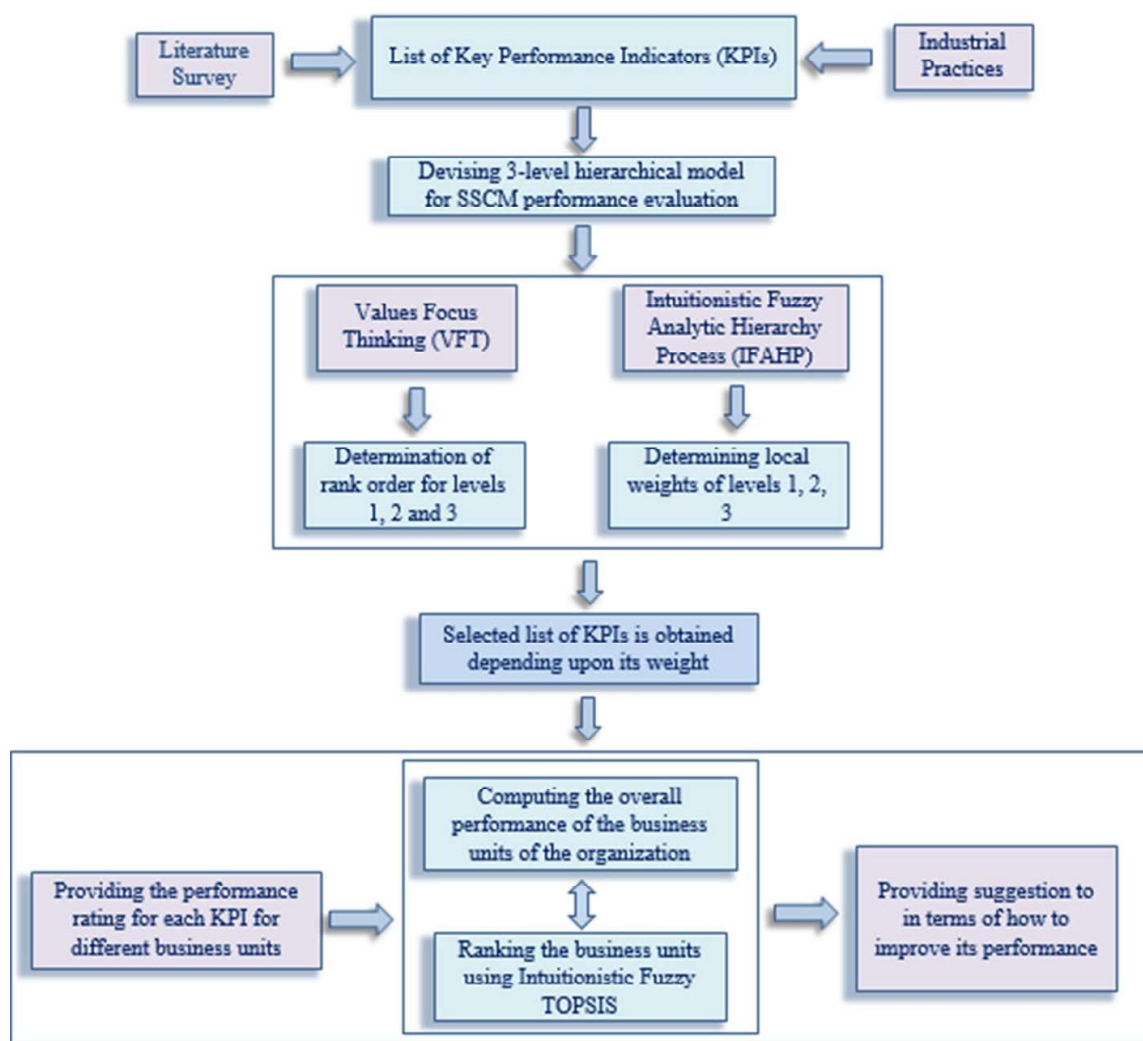 Literature
Survey
List of Key Performance Indicators (KPIs)
Industrial
Practices
Devising 3-level hierarchical model
for SSCM performance evaluation
Values Focus
Thinking (VFT)
Intuitionistic Fuzzy
Analytic Hierarchy
Process (IFAHP)
Determination of
rank order for levels
1, 2 and 3
Determining local
weights of levels 1, 2,
3
Selected list of KPIs is obtained
depending upon its weight
Computing the overall
performance of the business
units of the organization
Providing the performance
rating for each KPI for
different business units
Ranking the business units
using Intuitionistic Fuzzy
TOPSIS
Providing suggestion to
in terms of how to
improve its performance